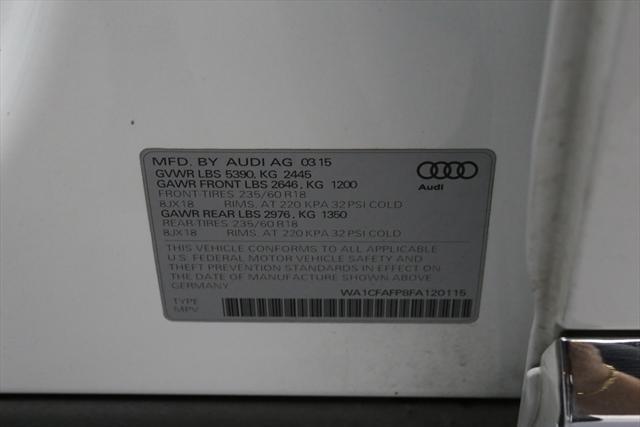 MFD. BY AUDI AG 03 15
GVWR LBS 5390, KG 2445
GAWR FRONT LBS 2646, KG 1200
FRONT-TIRES 235/60 R18
8JX18 RIMS. AT 220 KPA 32 PSI COLD
GAWR REAR LBS 2976, KG 1350
REAR-TIRES 235/60 R18
8JX18 RIMS. AT 220 KPA 32 PSI COLD
Audi
THIS VEHICLE CONFORMS TO ALL APPLICABLE
U.S. FEDERAL MOTOR VEHICLE SAFETY AND
THEFT PREVENTION STANDARDS IN EFFECT ON
THE DATE OF MANUFACTURE SHOWN ABOVE.
MADE IN GERMANY WA1CFAFP8FA120115
TYPE
MPV